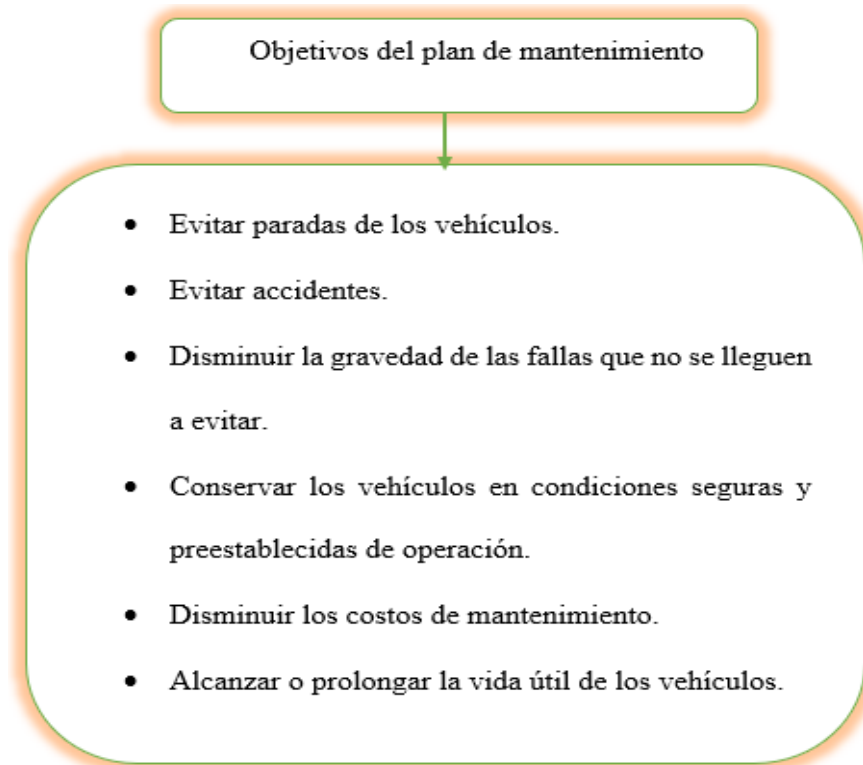 Objetivos del plan de mantenimiento
• Evitar paradas de los vehículos.
• Evitar accidentes.
• Disminuir la gravedad de las fallas que no se lleguen
a evitar.
• Conservar los vehículos en condiciones seguras y
preestablecidas de operación.
• Disminuir los costos de mantenimiento.
• Alcanzar o prolongar la vida útil de los vehículos.